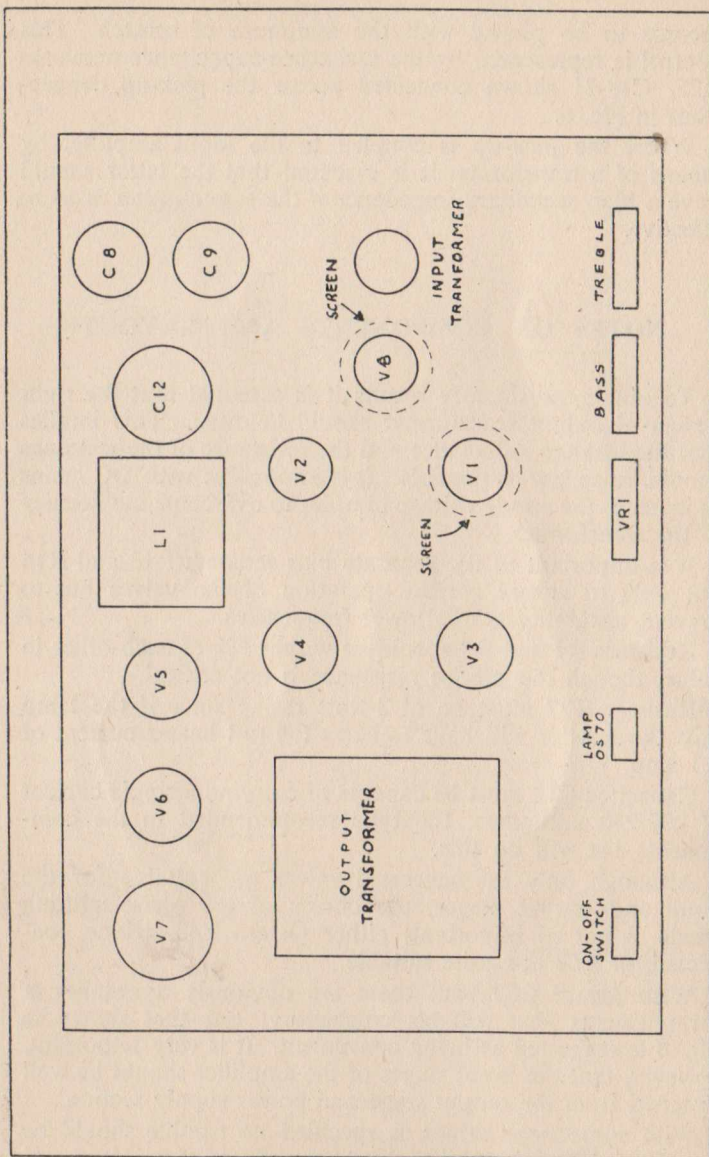 V7
V6
V5
L1
C12
C8
C9
V4
V2
OUTPUT
TRANSFORMER
SCREEN
V8
INPUT
TRANFORMER
V3
SCREEN
V1
ON-OFF
SWITCH
LAMP
OS70
VR1
BASS
TREBLE